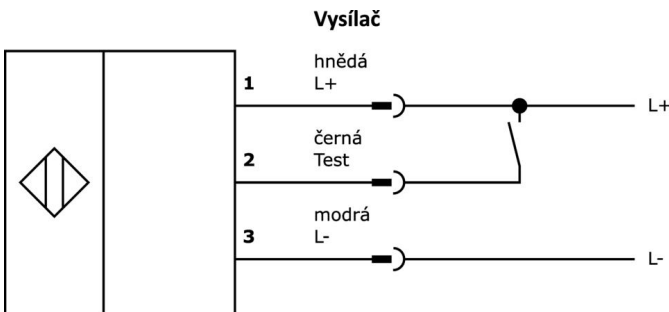 Vysílač
hnědá
1 L+ L+
černá
2 Test
modrá
3 L- L-